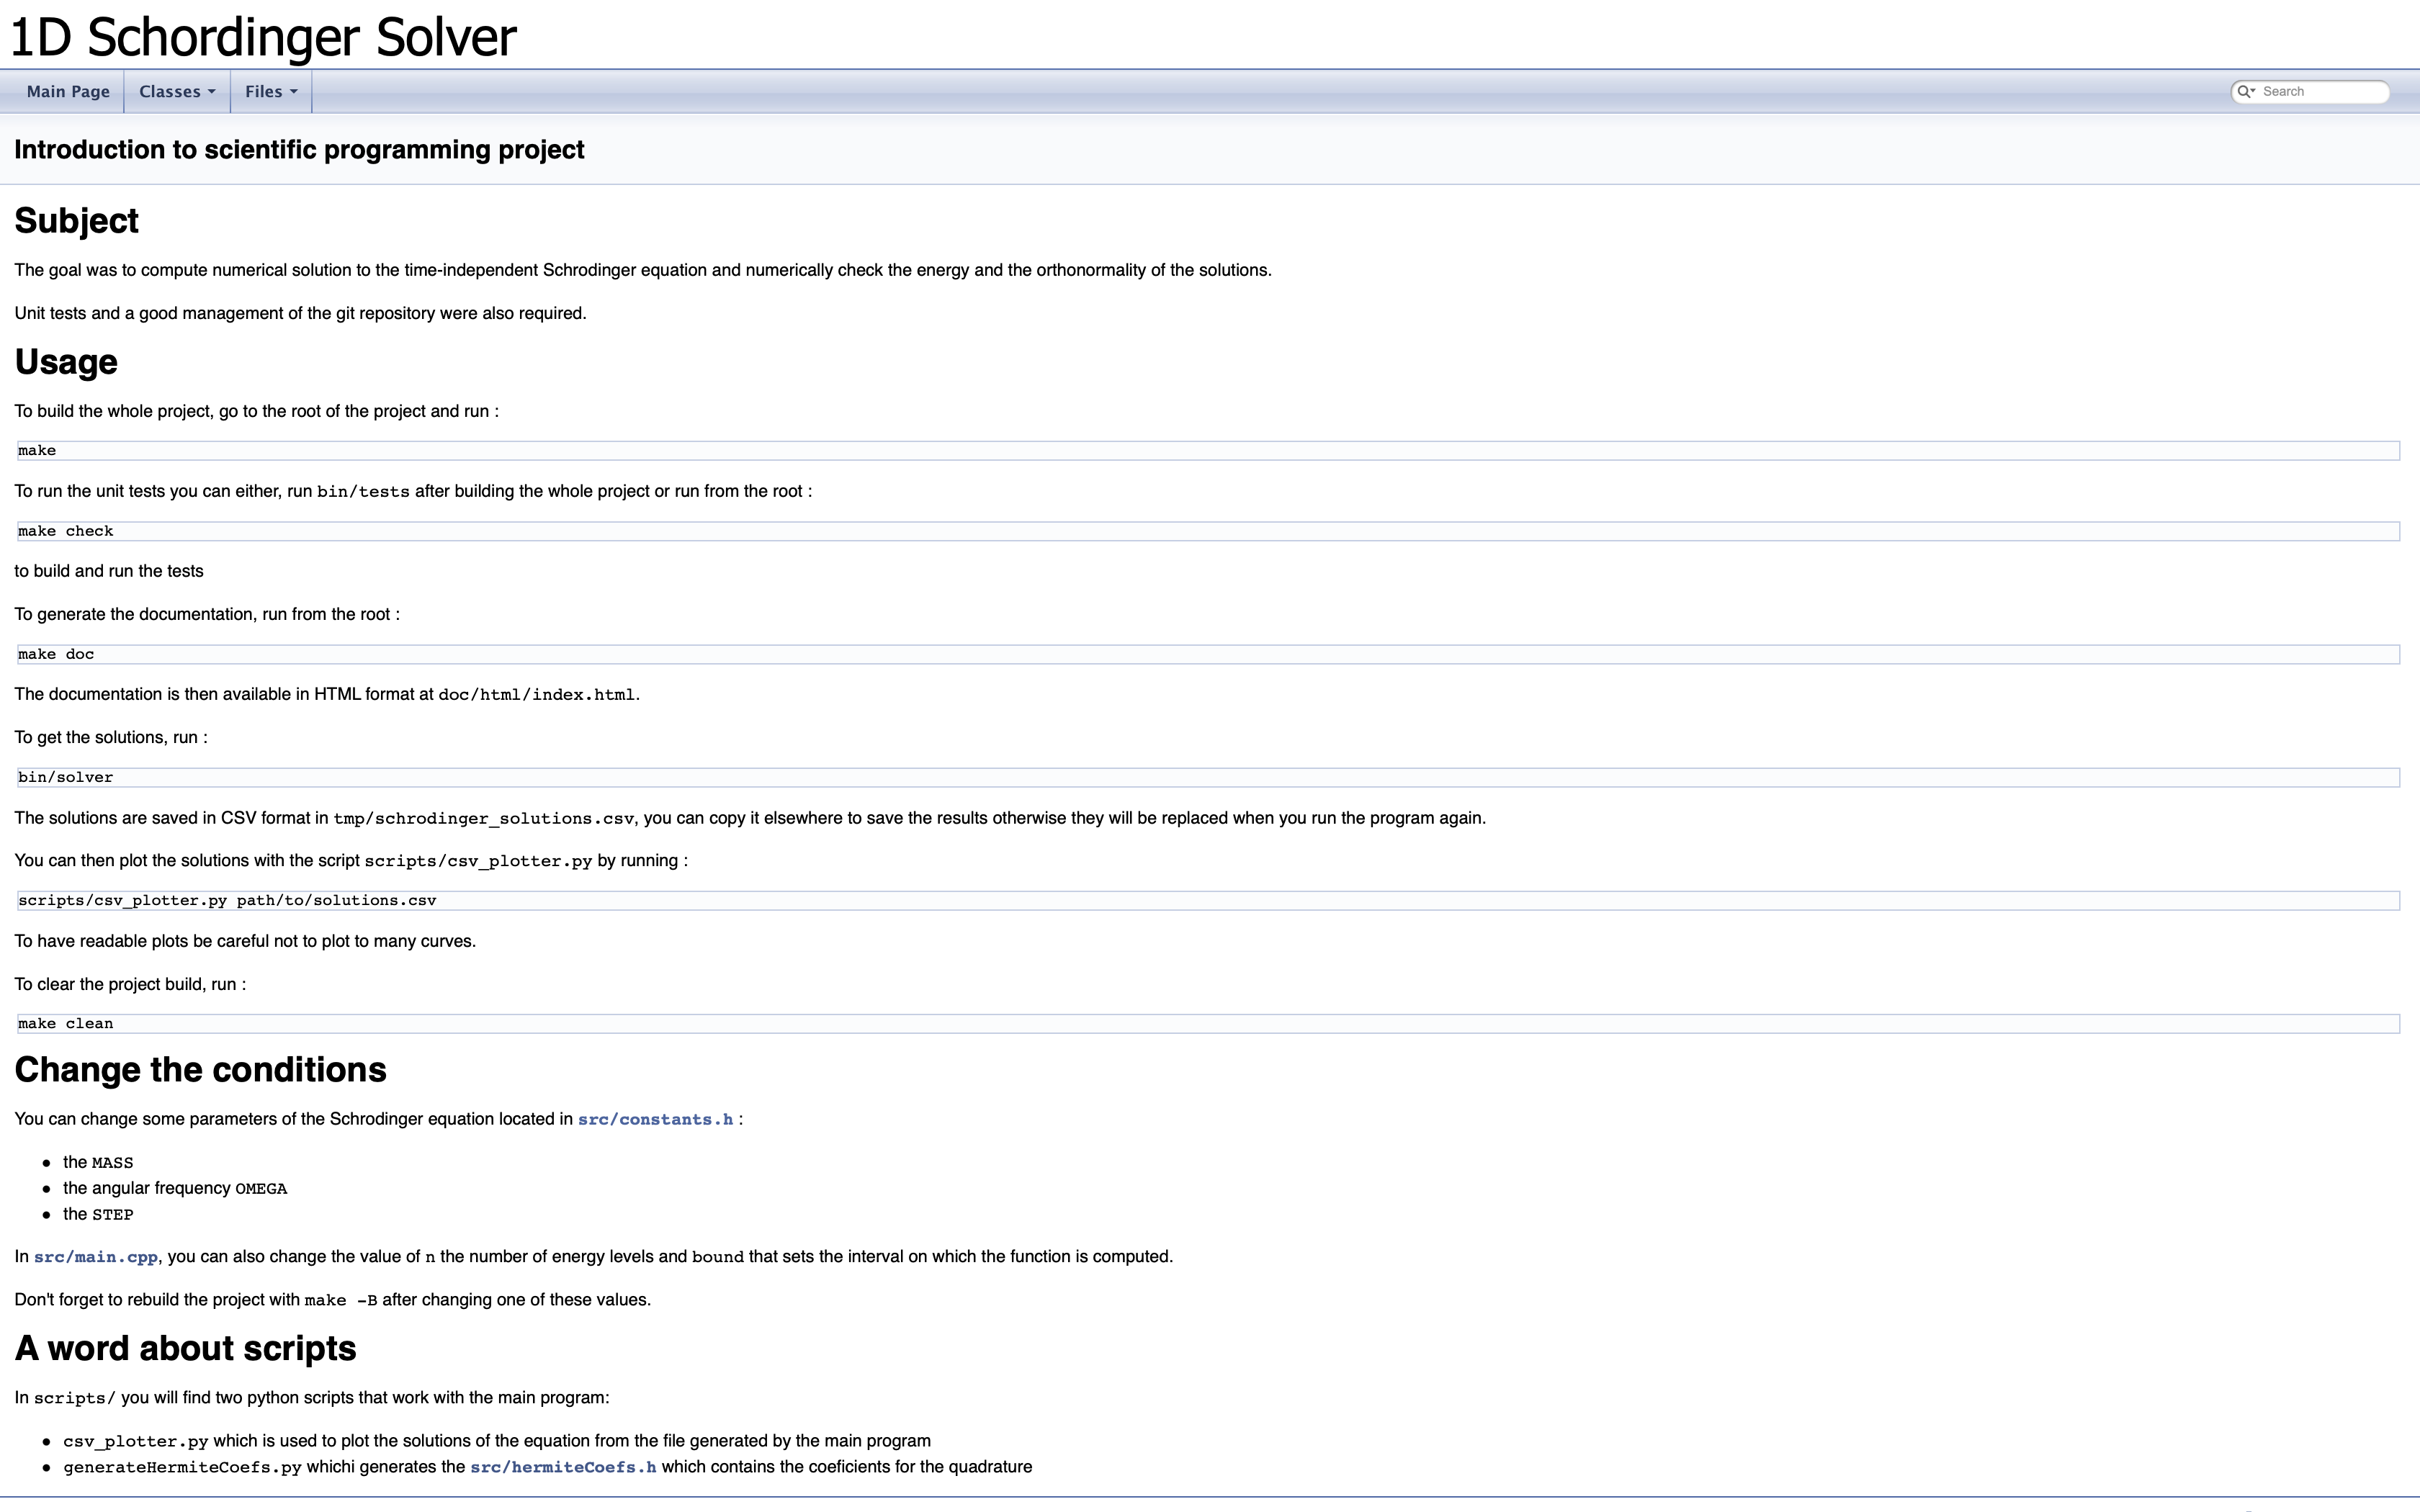 1D Schordinger Solver
Main Page Classes Files Search
Introduction to scientific programming project
Subject
The goal was to compute numerical solution to the time-independent Schrodinger equation and numerically check the energy and the orthonormality of the solutions.
Unit tests and a good management of the git repository were also required.
Usage
To build the whole project, go to the root of the project and run :
make
To run the unit tests you can either, run bin/tests after building the whole project or run from the root :
make check
to build and run the tests
To generate the documentation, run from the root :
make doc
The documentation is then available in HTML format at doc/html/index.html.
To get the solutions, run :
bin/solver
The solutions are saved in CSV format in tmp/schrodinger_solutions.csv, you can copy it elsewhere to save the results otherwise they will be replaced when you run the program again.
You can then plot the solutions with the script scripts/csv_plotter.py by running :
scripts/csv_plotter.py path/to/solutions.csv
To have readable plots be careful not to plot to many curves.
To clear the project build, run :
make clean
Change the conditions
You can change some parameters of the Schrodinger equation located in src/constants.h :
• the MASS
• the angular frequency OMEGA
• the STEP
In src/main.cpp, you can also change the value of n the number of energy levels and bound that sets the interval on which the function is computed.
Don't forget to rebuild the project with make -B after changing one of these values.
A word about scripts
In scripts/ you will find two python scripts that work with the main program:
• csv_plotter.py which is used to plot the solutions of the equation from the file generated by the main program
• generateHermiteCoefs.py whichi generates the src/hermiteCoefs.h which contains the coeficients for the quadrature